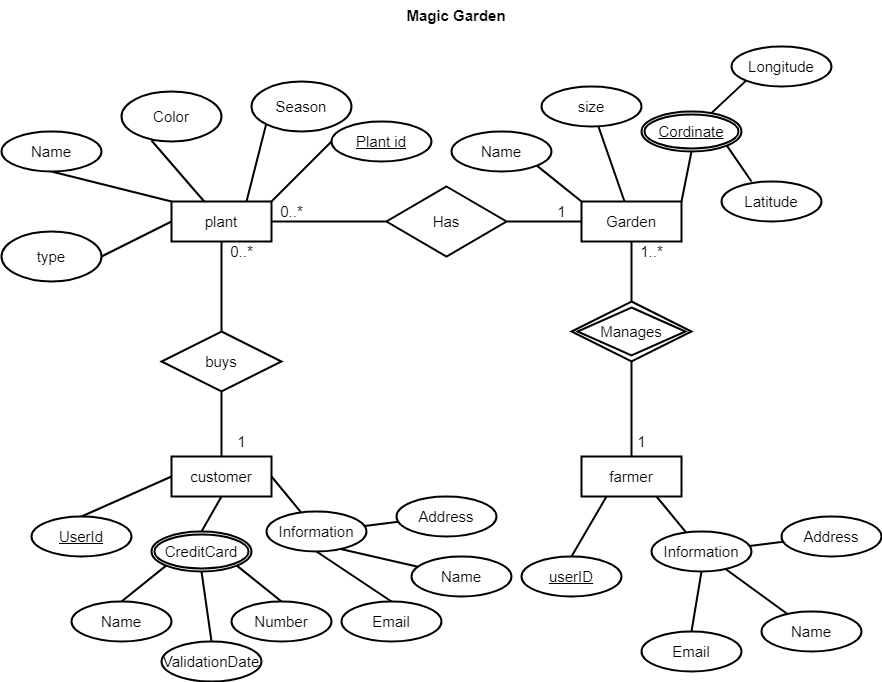 Magic Garden
Longitude
Season
size
Color
Cordinate
Plant id
Name
Name
Latitude
0..*
1
plant
Has
Garden
0..*
1..*
type
Manages
buys
1
1
customer
farmer
Address
Information
UserId
Address
CreditCard
Information
Name
userID
Name
Number
Email
Name
Email
ValidationDate